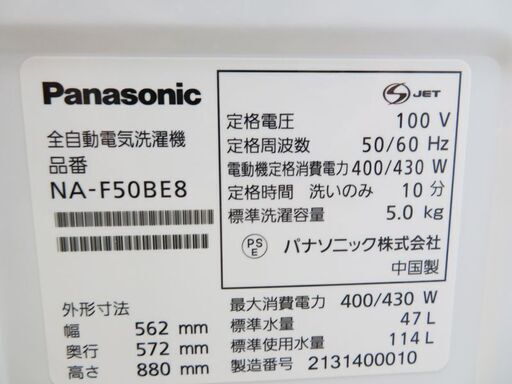 Panasonic
全自動電気洗濯機
品番
NA-F50BE8
外形寸法
幅 562 mm
奥行 572 mm
高さ 880 mm
S JET
定格電圧 100 V
定格周波数 50/60 Hz
電動機定格消費電力 400/430 W
定格時間 洗いのみ 10 分
標準洗濯容量 5.0 kg
PS E パナソニック株式会社
中国製
最大消費電力 400/430 W
標準水量 47 L
標準使用水量 114 L
製造番号 2131400010